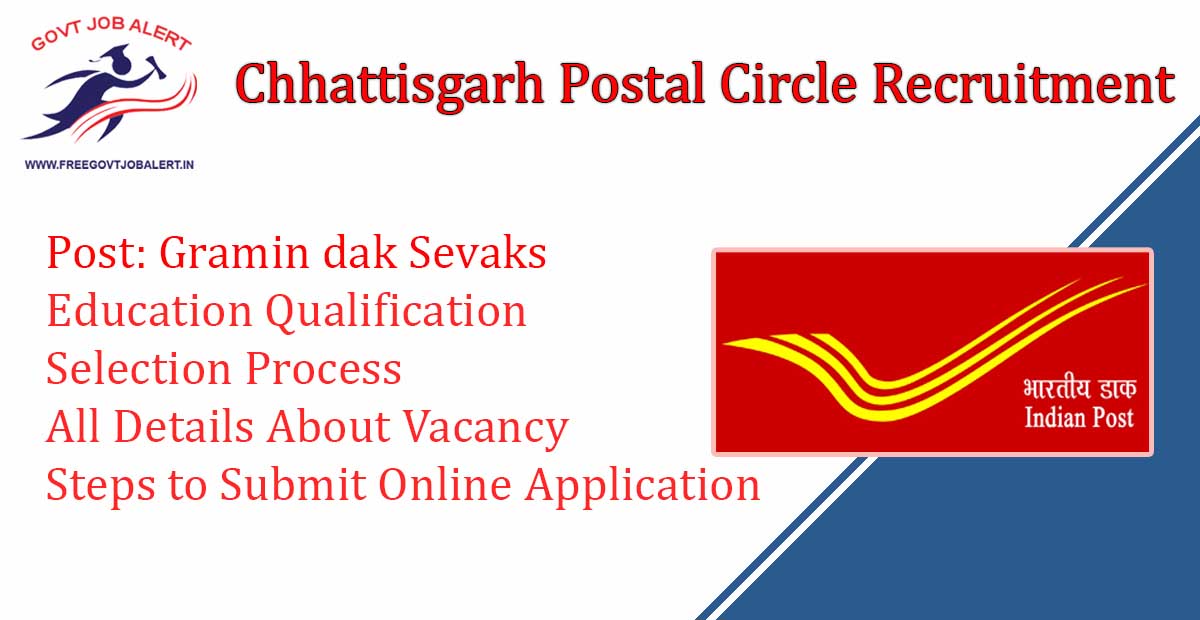 GOVT JOB ALERT
WWW.FREEGOVTJOBALERT.IN
Chhattisgarh Postal Circle Recruitment
Post: Gramin dak Sevaks
Education Qualification
Selection Process
All Details About Vacancy
Steps to Submit Online Application
भारतीय डाक
Indian Post